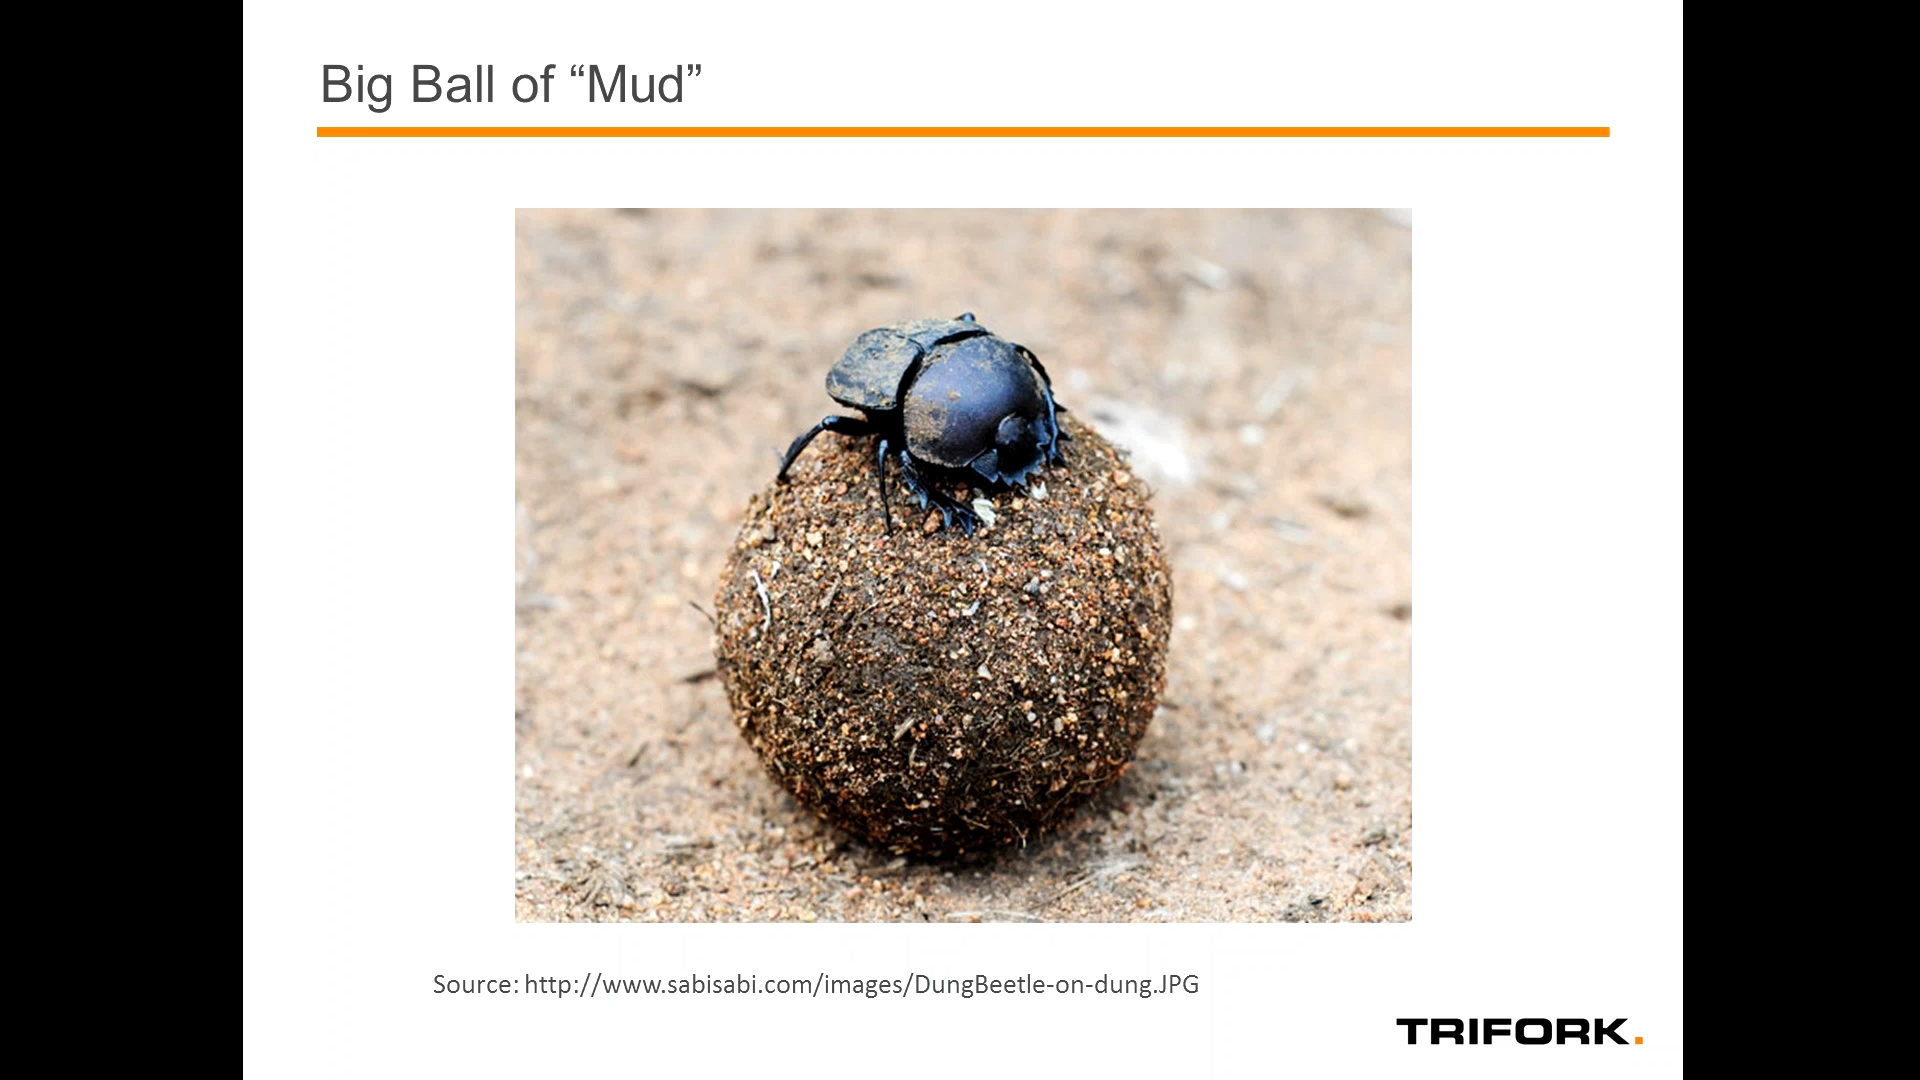 Big Ball of “Mud”
Source: http://www.sabisabi.com/images/DungBeetle-on-dung.JPG
TRIFORK.